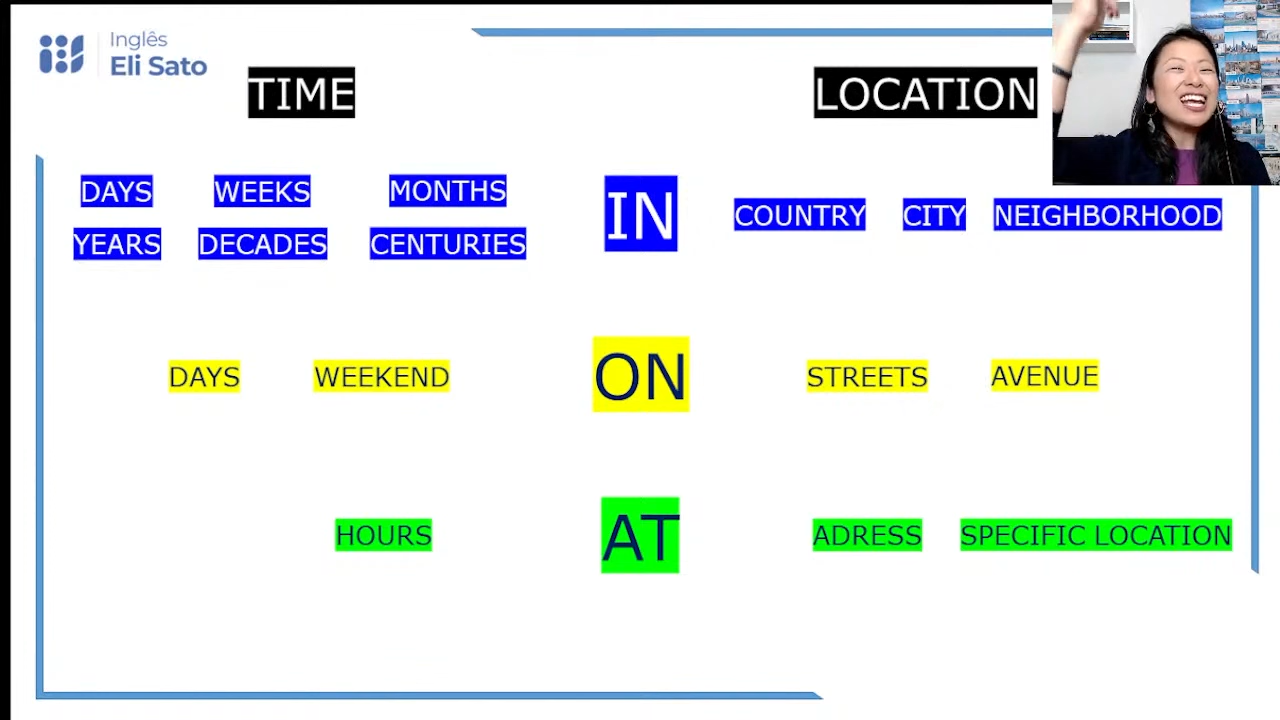 Inglês
Eli Sato
TIME
LOCATION
DAYS WEEKS MONTHS
YEARS DECADES CENTURIES
IN
COUNTRY CITY NEIGHBORHOOD
DAYS WEEKEND
ON
STREETS AVENUE
HOURS
AT
ADRESS SPECIFIC LOCATION